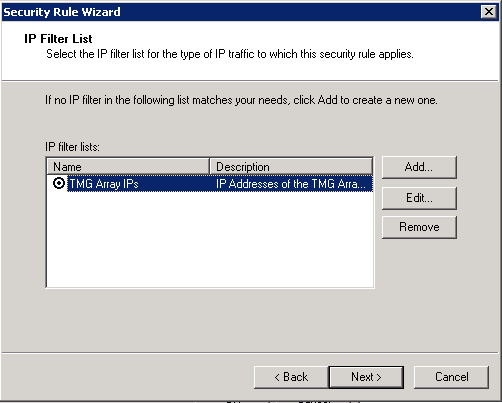 Security Rule Wizard
IP Filter List
Select the IP filter list for the type of IP traffic to which this security rule applies.
If no IP filter in the following list matches your needs, click Add to create a new one.
IP filter lists:
Name Description
TMG Array IPs IP Addresses of the TMG Arra...
Add...
Edit...
Remove
< Back Next > Cancel